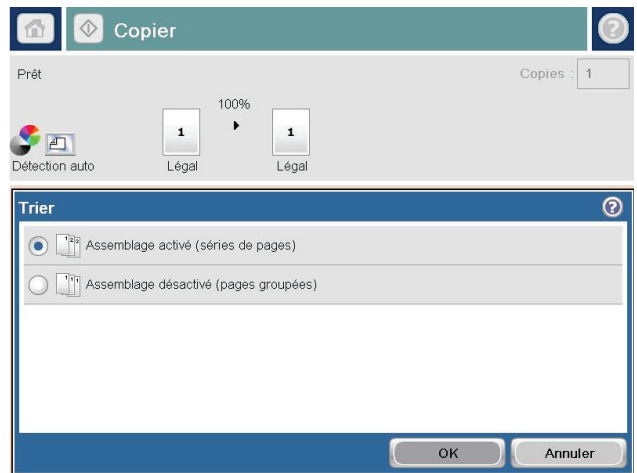 Copier
Prêt
Copies : 1
100%
1
1
Détection auto
Légal
Légal
Trier
Assemblage activé (séries de pages)
Assemblage désactivé (pages groupées)
OK
Annuler